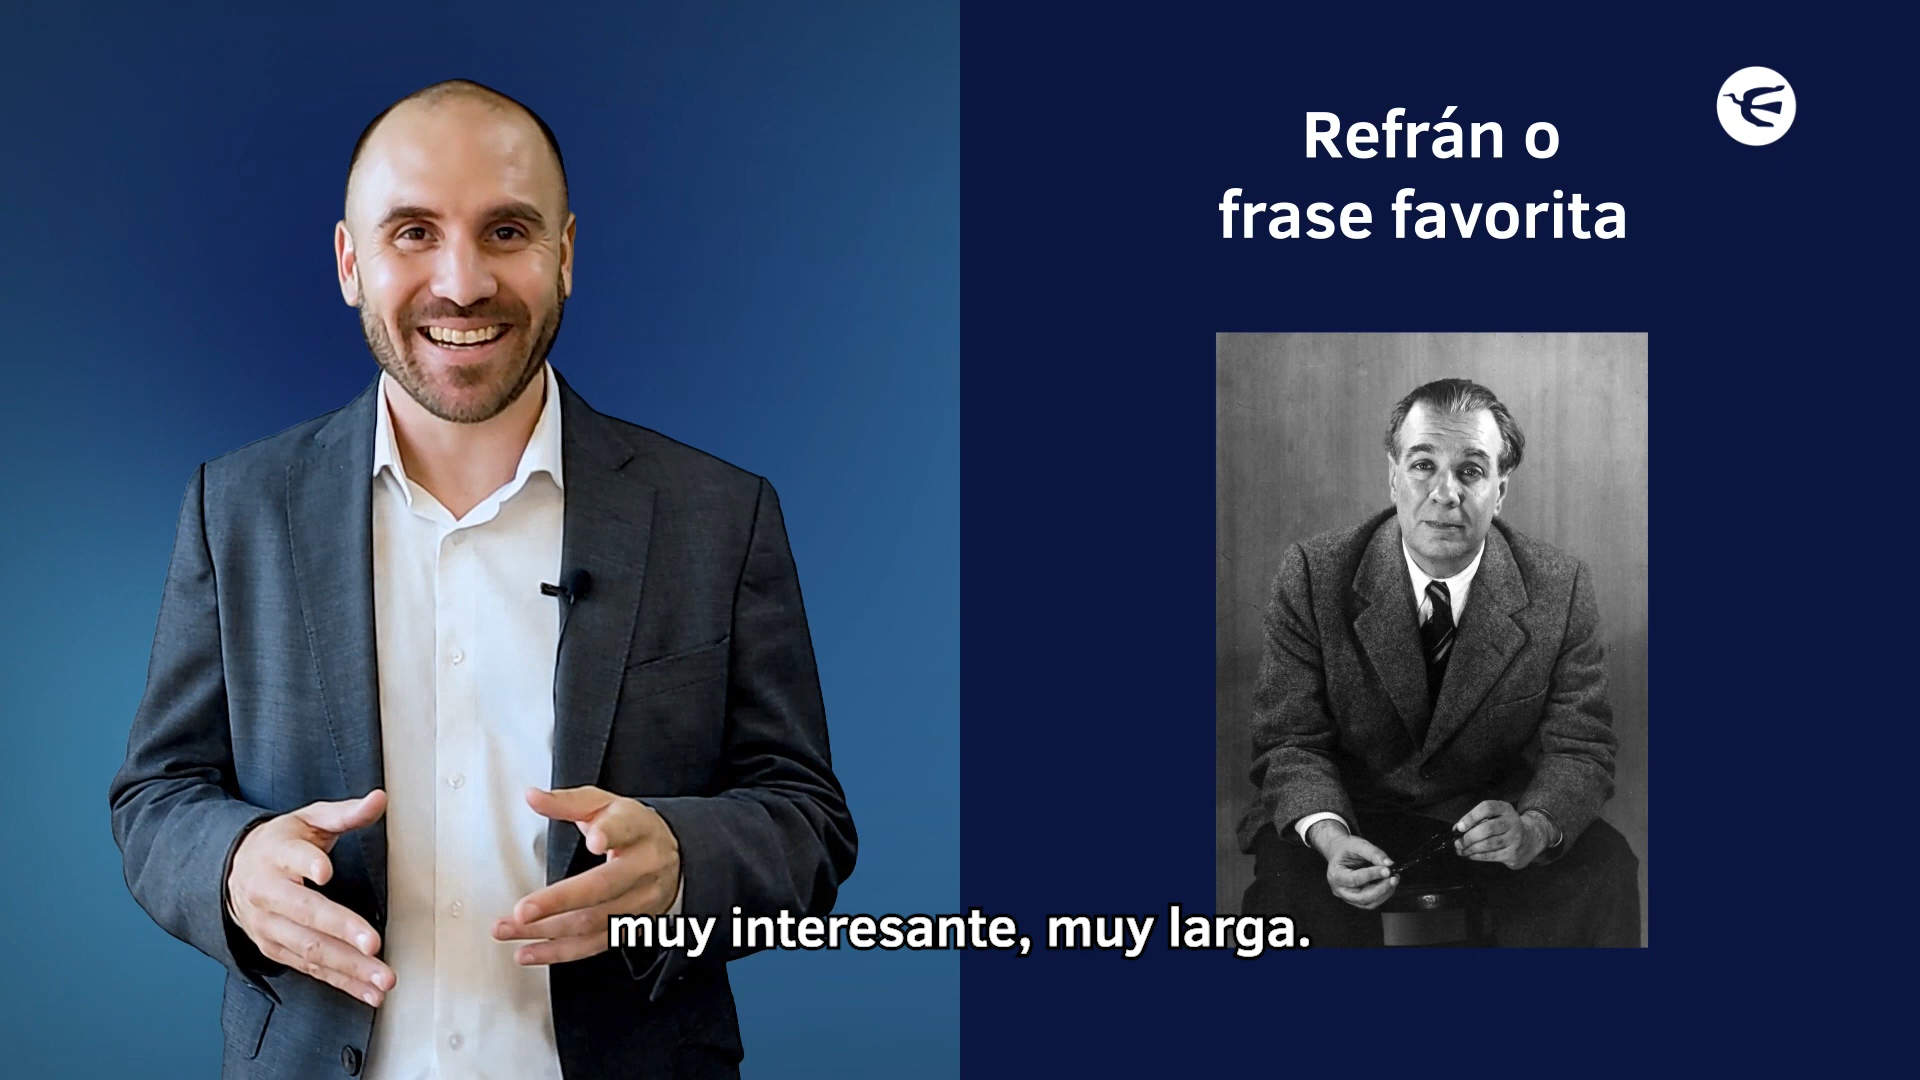 Refrán o
frase favorita
muy interesante, muy larga.